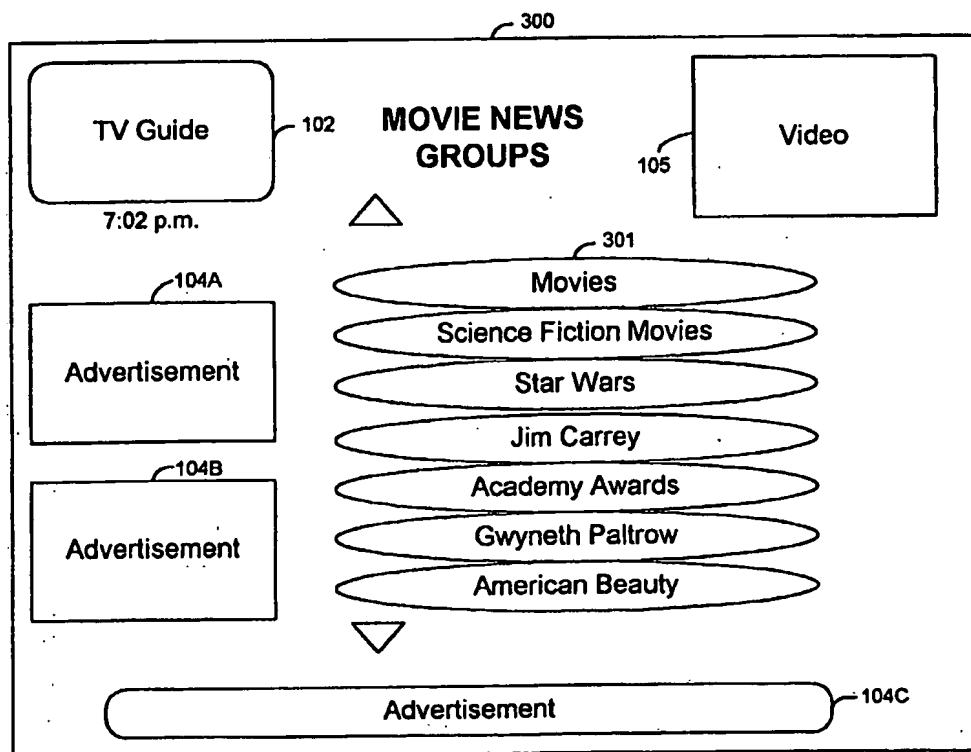 300
TV Guide
102
MOVIE NEWS
GROUPS
105
Video
7:02 p.m.
301
104A
Movies
Advertisement
Science Fiction Movies
Star Wars
Jim Carrey
104B
Academy Awards
Advertisement
Gwyneth Paltrow
American Beauty
Advertisement
104C